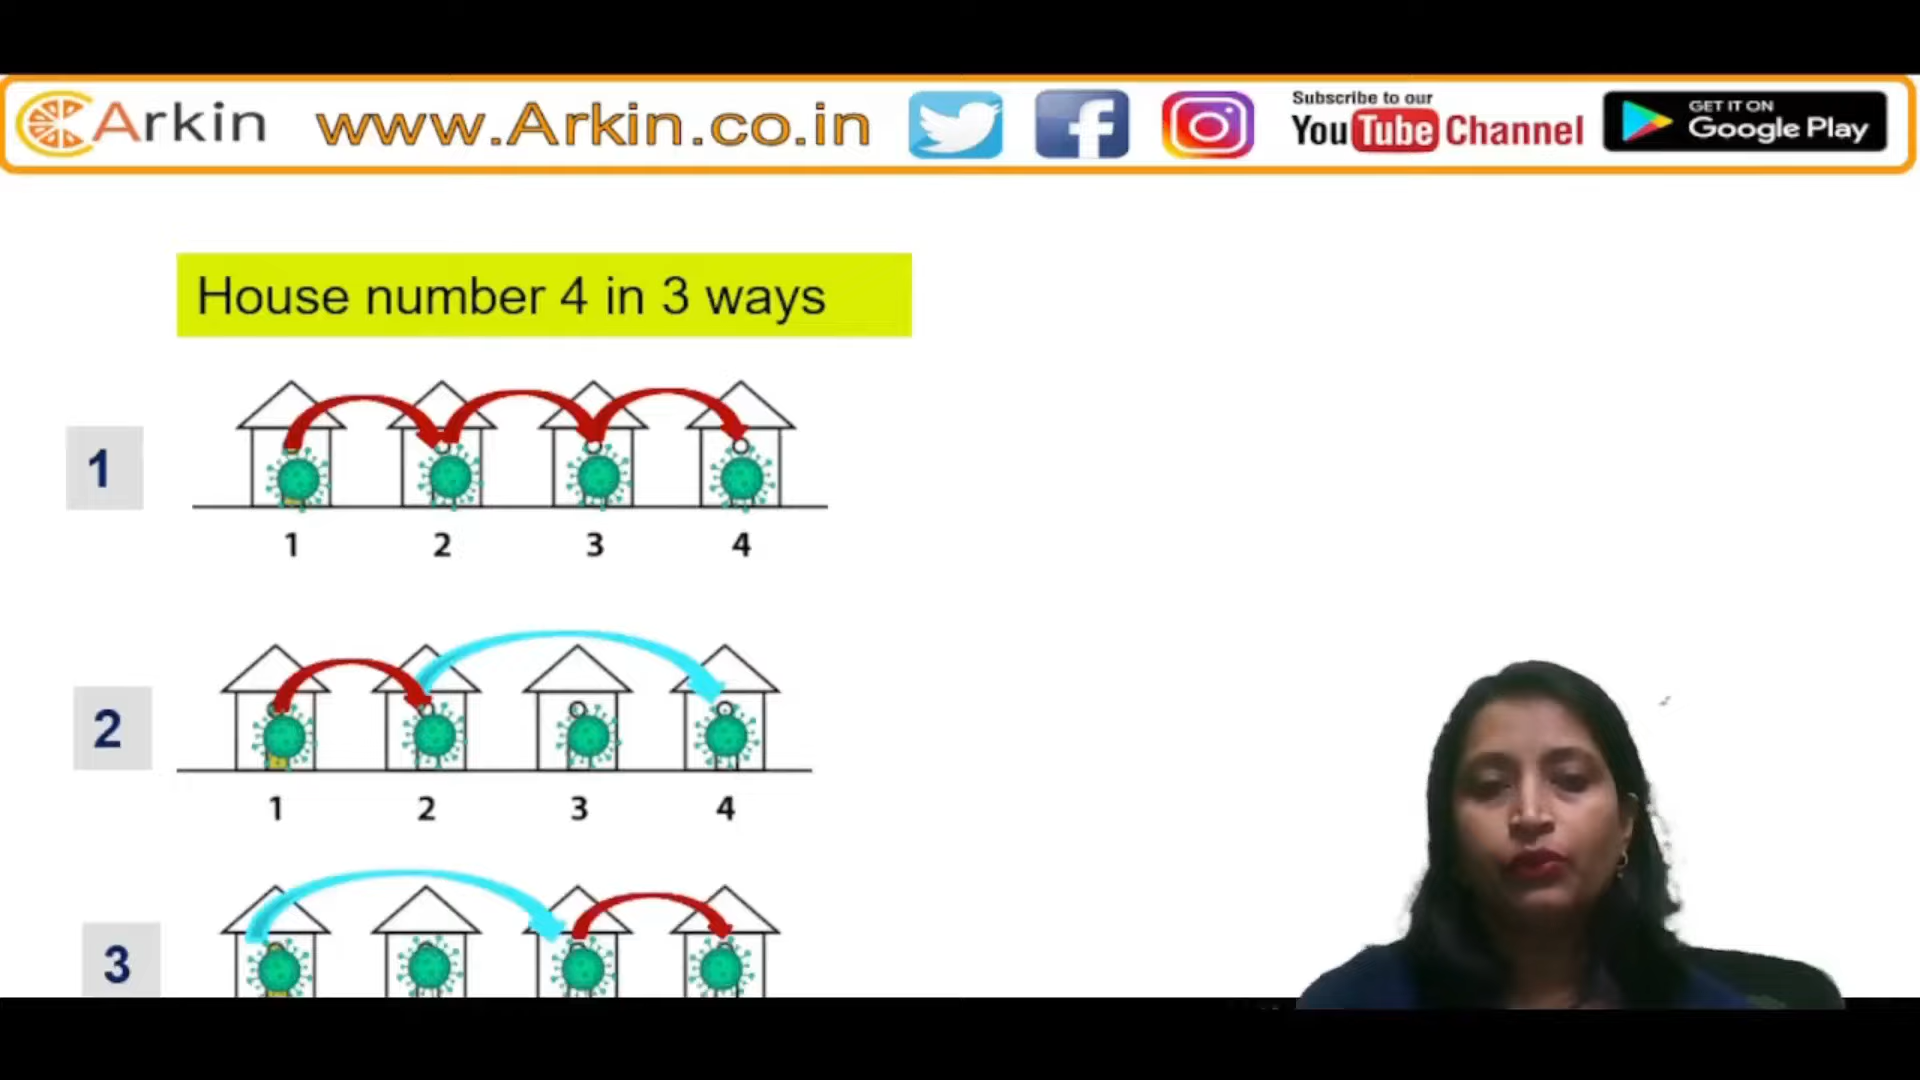 Arkin www.Arkin.co.in Subscribe to our YouTube Channel GET IT ON Google Play
House number 4 in 3 ways
1
1 2 3 4
2
1 2 3 4
3